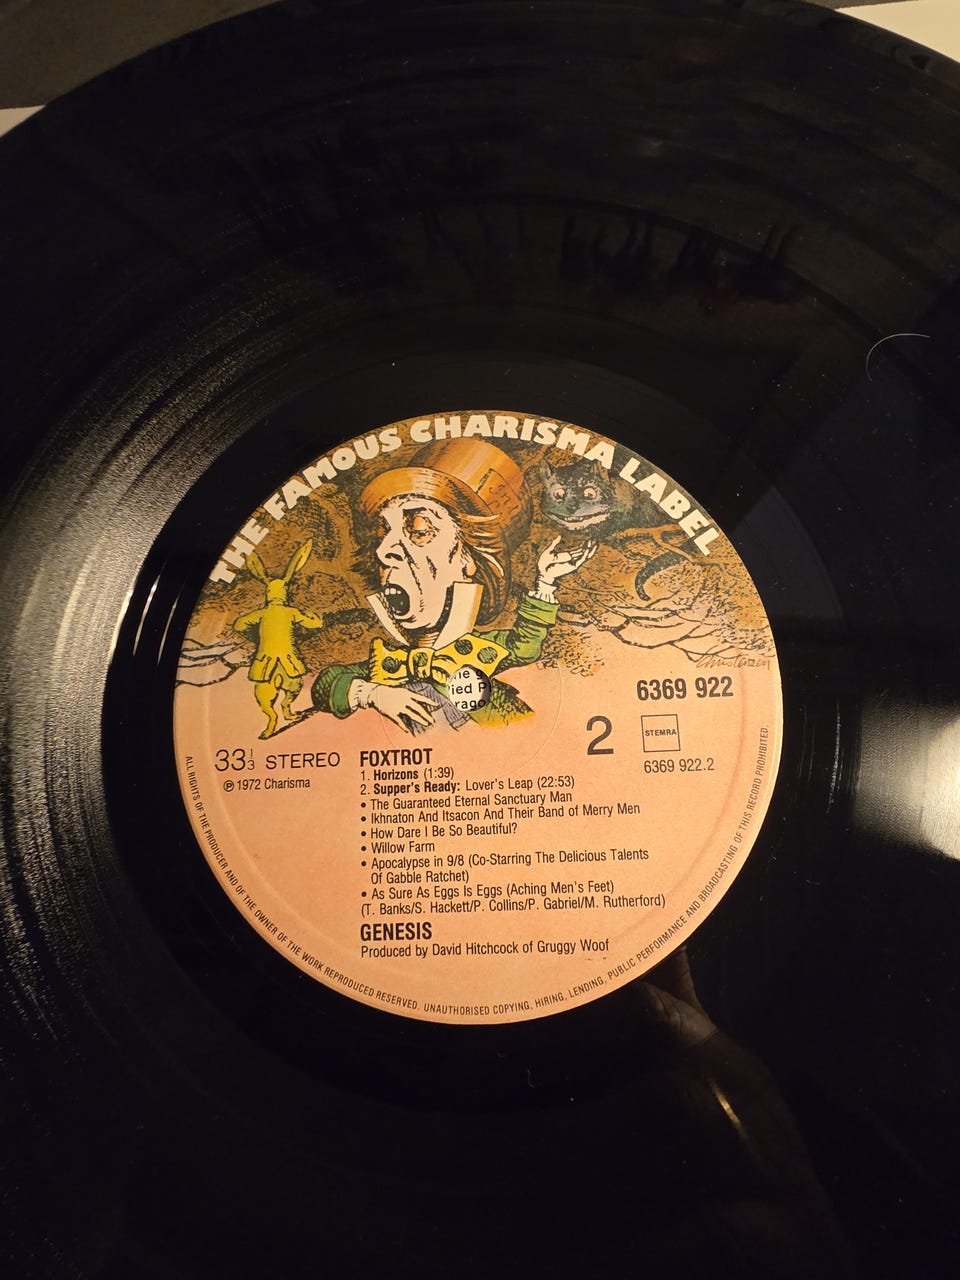 THE FAMOUS CHARISMA LABEL
6369 922
33⅓ STEREO
℗ 1972 Charisma
2
STEMRA
6369 922.2
FOXTROT
1. Horizons (1:39)
2. Supper's Ready: Lover's Leap (22:53)
• The Guaranteed Eternal Sanctuary Man
• Ikhnaton And Itsacon And Their Band of Merry Men
• How Dare I Be So Beautiful?
• Willow Farm
• Apocalypse in 9/8 (Co-Starring The Delicious Talents
Of Gabble Ratchet)
• As Sure As Eggs Is Eggs (Aching Men's Feet)
(T. Banks/S. Hackett/P. Collins/P. Gabriel/M. Rutherford)
GENESIS
Produced by David Hitchcock of Gruggy Woof
ALL RIGHTS OF THE PRODUCER AND OF THE OWNER OF THE WORK REPRODUCED RESERVED. UNAUTHORISED COPYING, HIRING, LENDING, PUBLIC PERFORMANCE AND BROADCASTING OF THIS RECORD PROHIBITED.